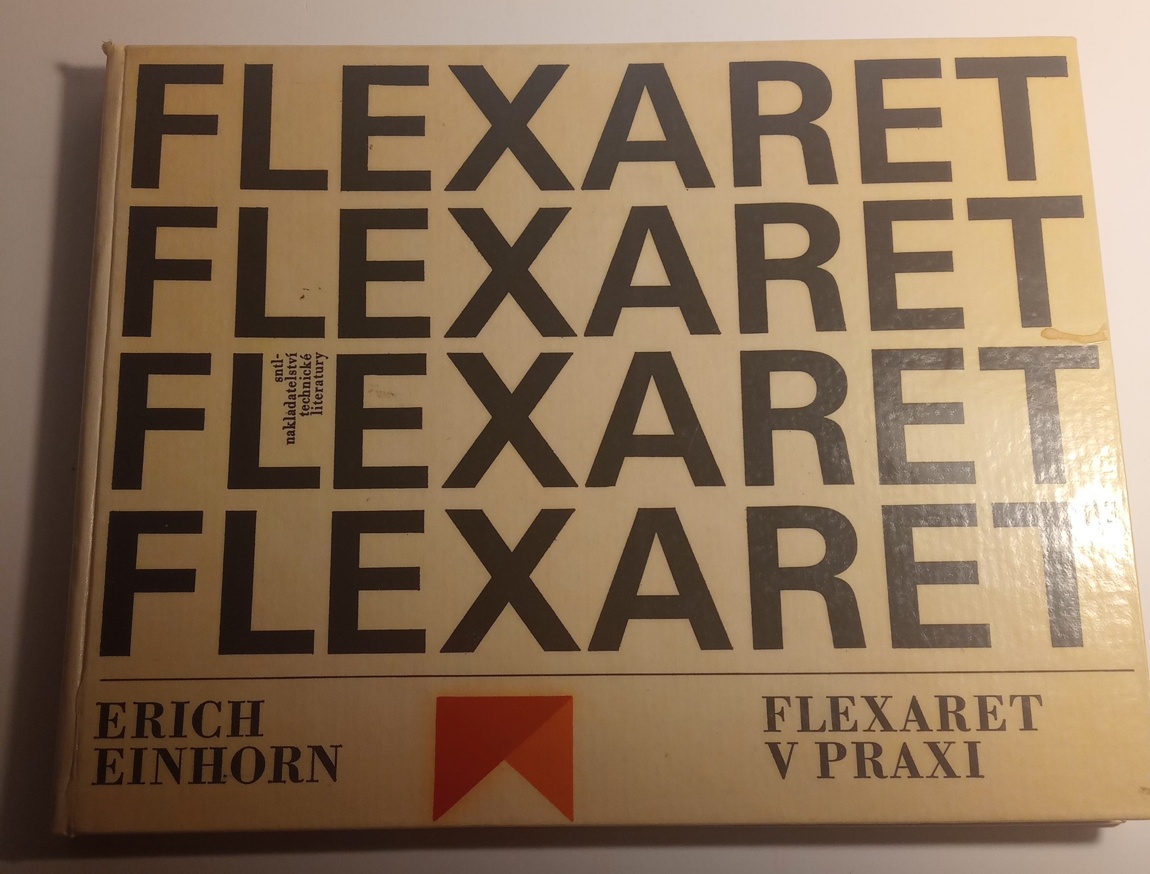 FLEXARET
FLEXARET
FLEXARET
sntl-
nakladatelství
technické
literatury
FLEXARET
ERICH
EINHORN
FLEXARET
V PRAXI